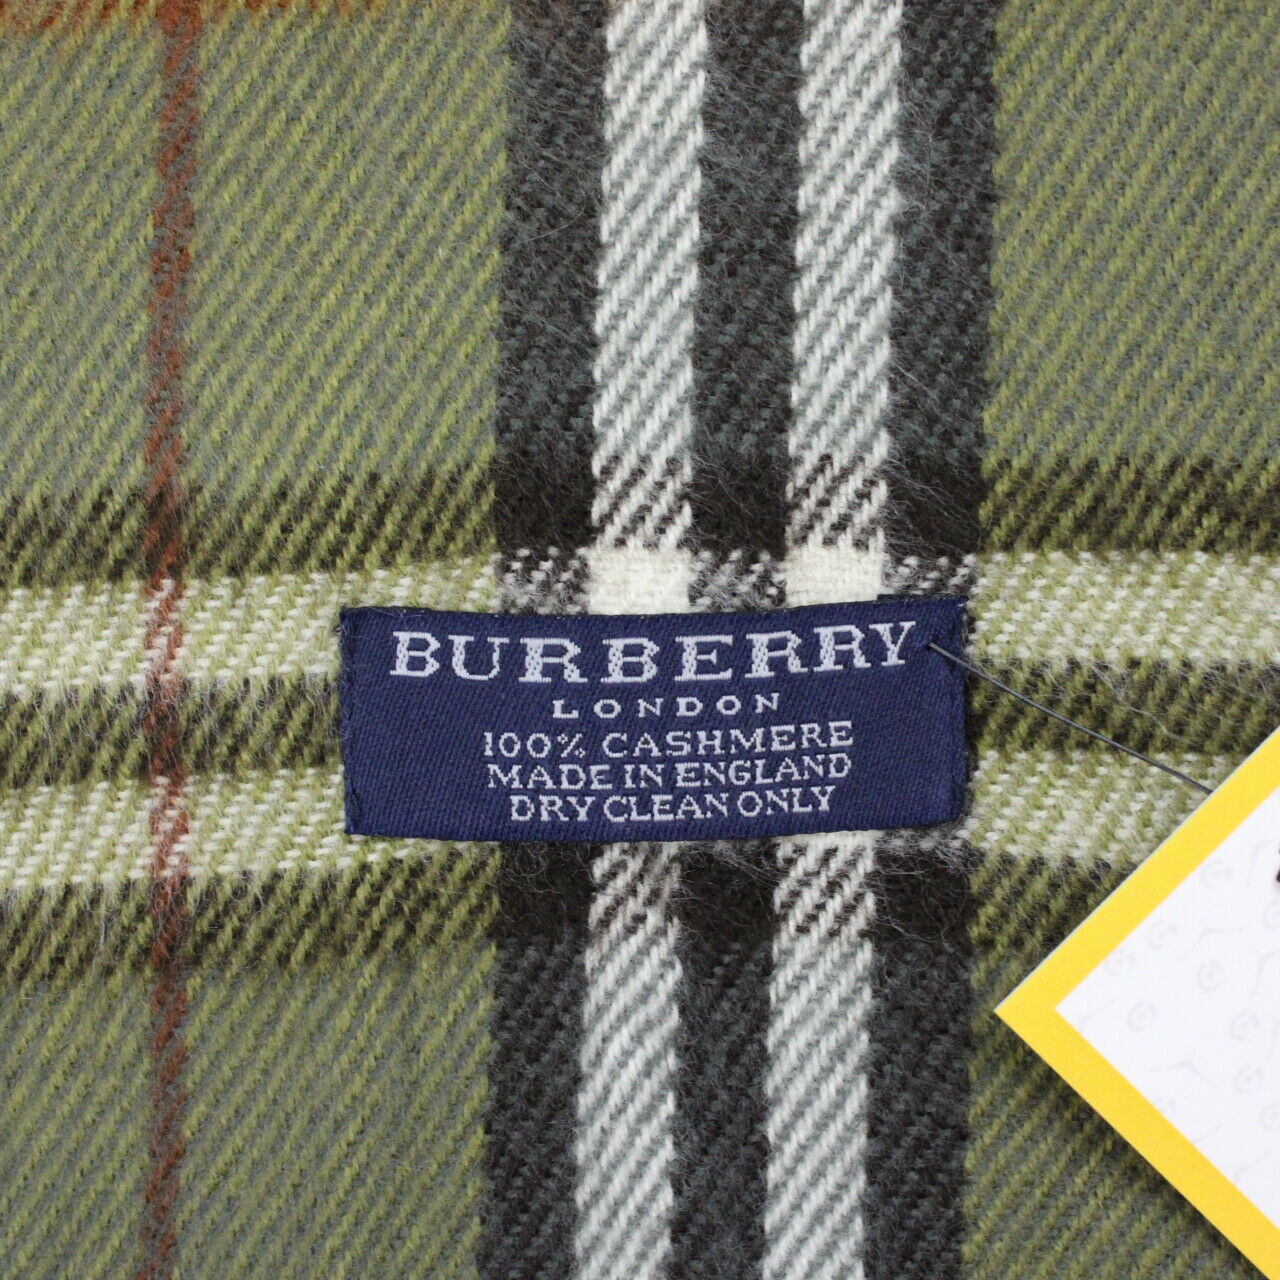 BURBERRY
LONDON
100% CASHMERE
MADE IN ENGLAND
DRY CLEAN ONLY